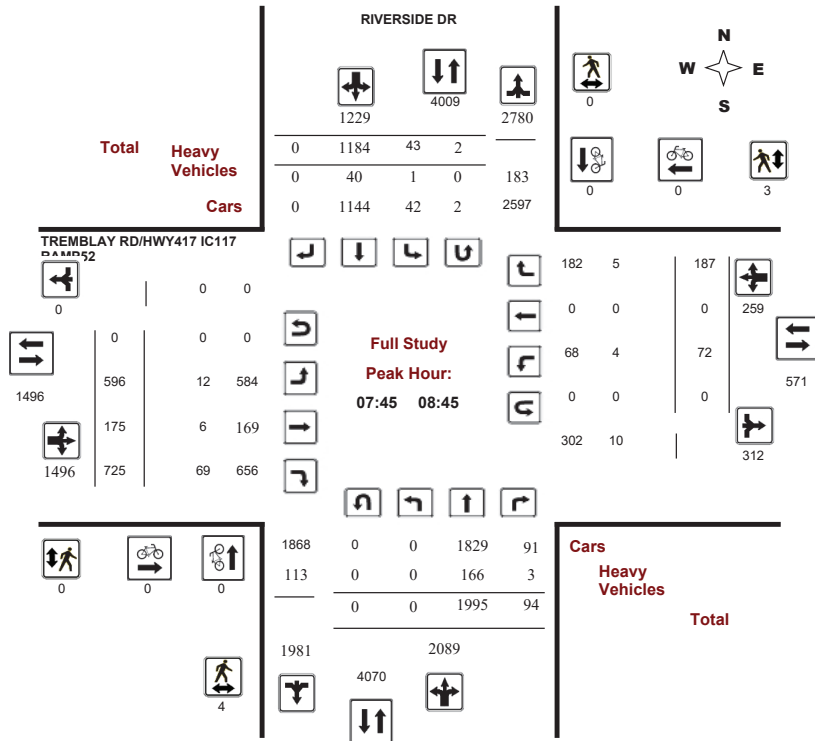 RIVERSIDE DR
N
W E
S
4009
0
1229 2780
Total Heavy Vehicles
Cars
0 1184 43 2
0 40 1 0 183
0 1144 42 2 2597
0 0 3
TREMBLAY RD/HWY417 IC117
RAMP52
0 0
0
0 0 0
1496
596 12 584
175 6 169
1496
725 69 656
Full Study
Peak Hour:
07:45 08:45
182 5 187
259
0 0 0
68 4 72
571
0 0 0
302 10
312
1868 0 0 1829 91
113 0 0 166 3
0 0 1995 94
1981 2089
4070
0 0 0
4
Cars
Heavy
Vehicles
Total